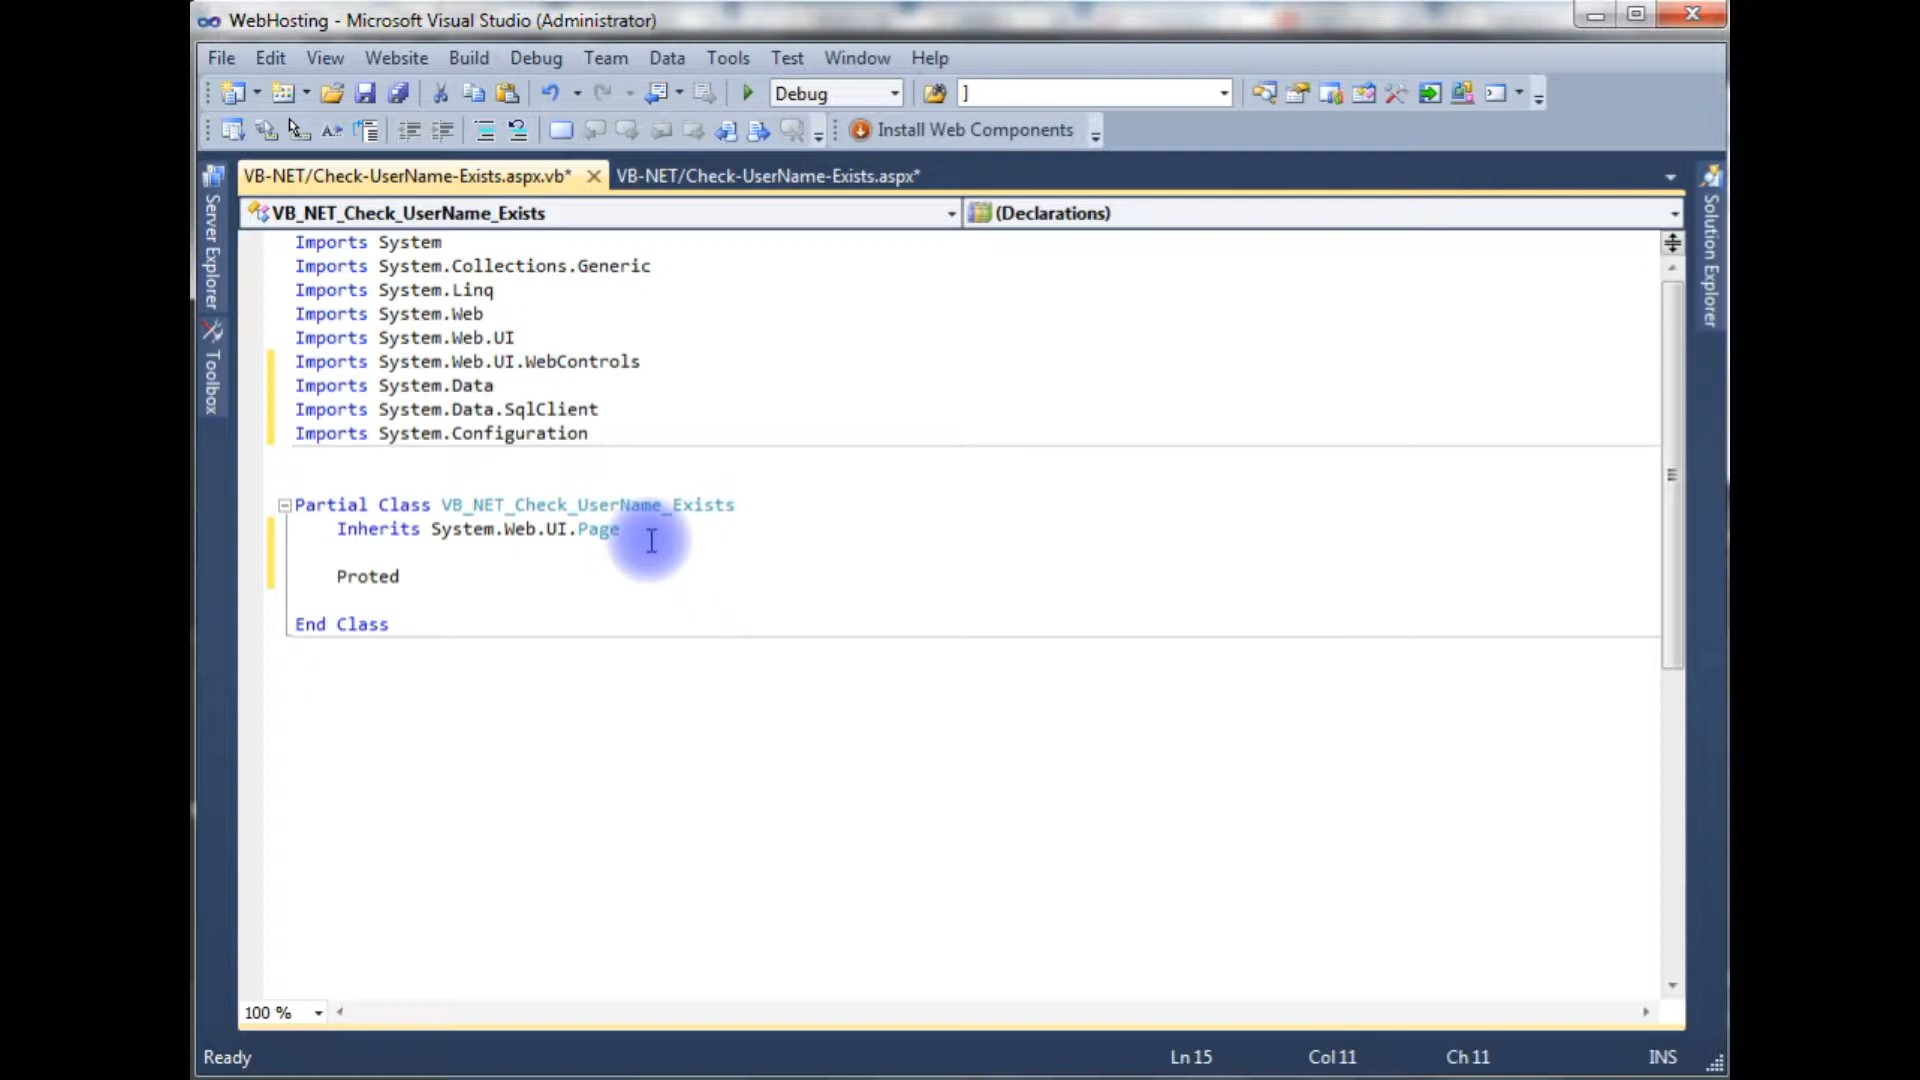 WebHosting - Microsoft Visual Studio (Administrator)
File Edit View Website Build Debug Team Data Tools Test Window Help
Debug ]
Install Web Components
VB-NET/Check-UserName-Exists.aspx.vb* VB-NET/Check-UserName-Exists.aspx*
VB_NET_Check_UserName_Exists (Declarations)
Server Explorer
Toolbox
Solution Explorer
Imports System
Imports System.Collections.Generic
Imports System.Linq
Imports System.Web
Imports System.Web.UI
Imports System.Web.UI.WebControls
Imports System.Data
Imports System.Data.SqlClient
Imports System.Configuration
Partial Class VB_NET_Check_UserName_Exists
Inherits System.Web.UI.Page
Proted
End Class
100 %
Ready Ln 15 Col 11 Ch 11 INS